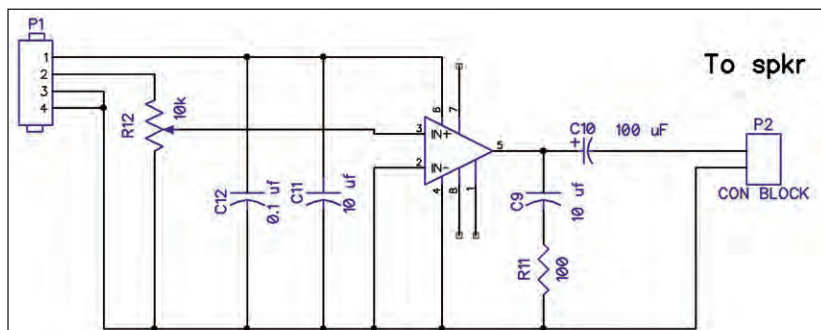 P1
1
2
3
4
R12
10k
C12
0.1 uf
C11
10 uf
6
7
3
IN+
2
IN-
4
8
1
5
C10
+
100 uF
C9
10 uf
R11
100
To spkr
P2
CON BLOCK